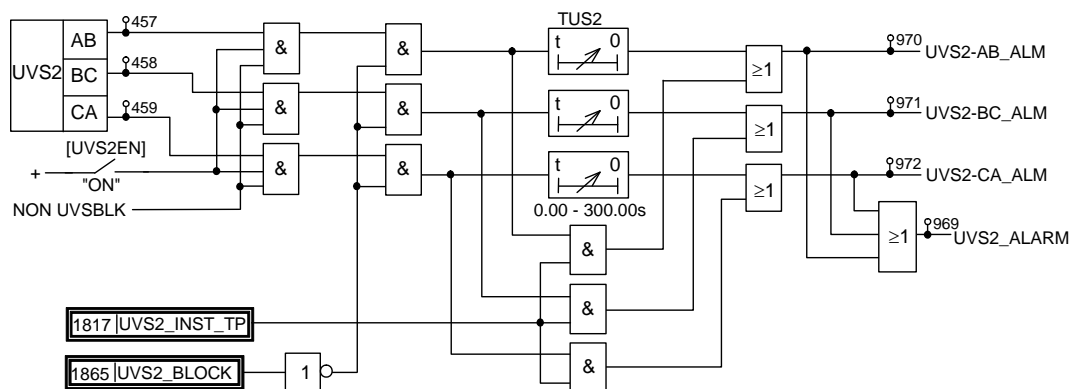 TUS2
457
970
AB
&
&
t 0
UVS2-AB_ALM
≥1
UVS2
458
BC
971
&
&
t 0
UVS2-BC_ALM
≥1
459
CA
[UVS2EN]
972
&
&
t 0
UVS2-CA_ALM
≥1
+
"ON"
NON UVSBLK
0.00 - 300.00s
969
≥1
UVS2_ALARM
&
&
1817 UVS2_INST_TP
&
1865 UVS2_BLOCK
1